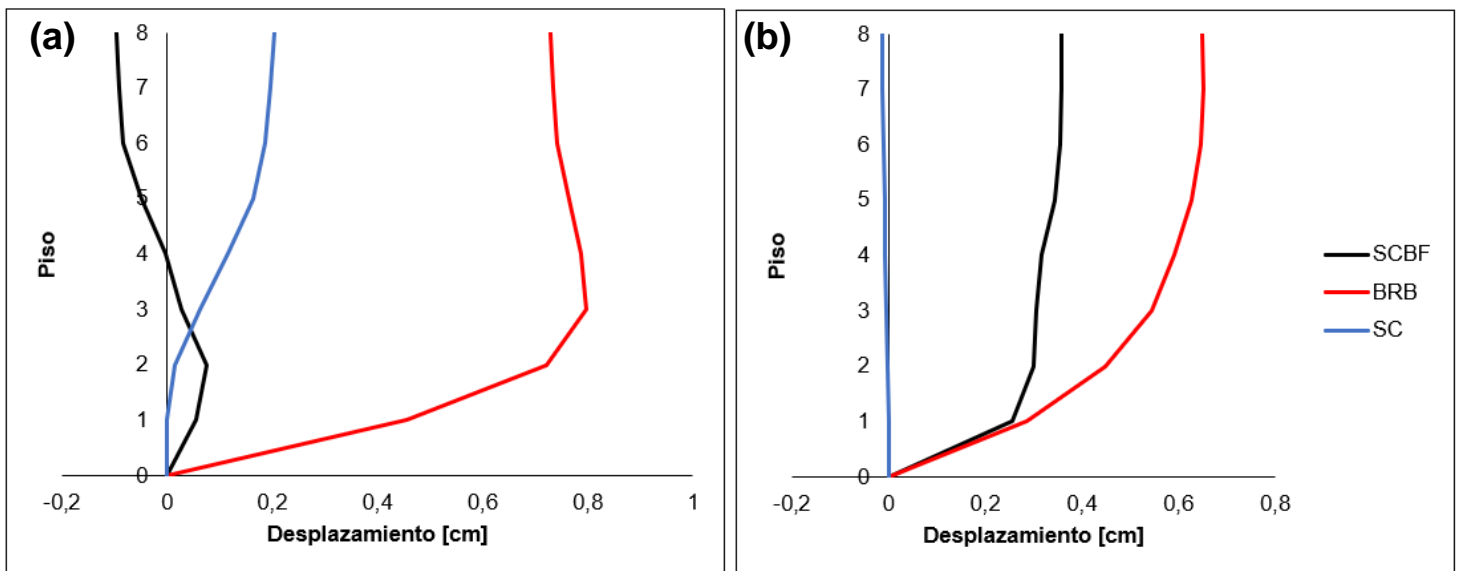 (a)
8
7
6
5
4
3
2
1
0
Piso
-0,2 0 0,2 0,4 0,6 0,8 1
Desplazamiento [cm]
(b)
8
7
6
5
4
3
2
1
0
Piso
-0,2 0 0,2 0,4 0,6 0,8
Desplazamiento [cm]
SCBF
BRB
SC